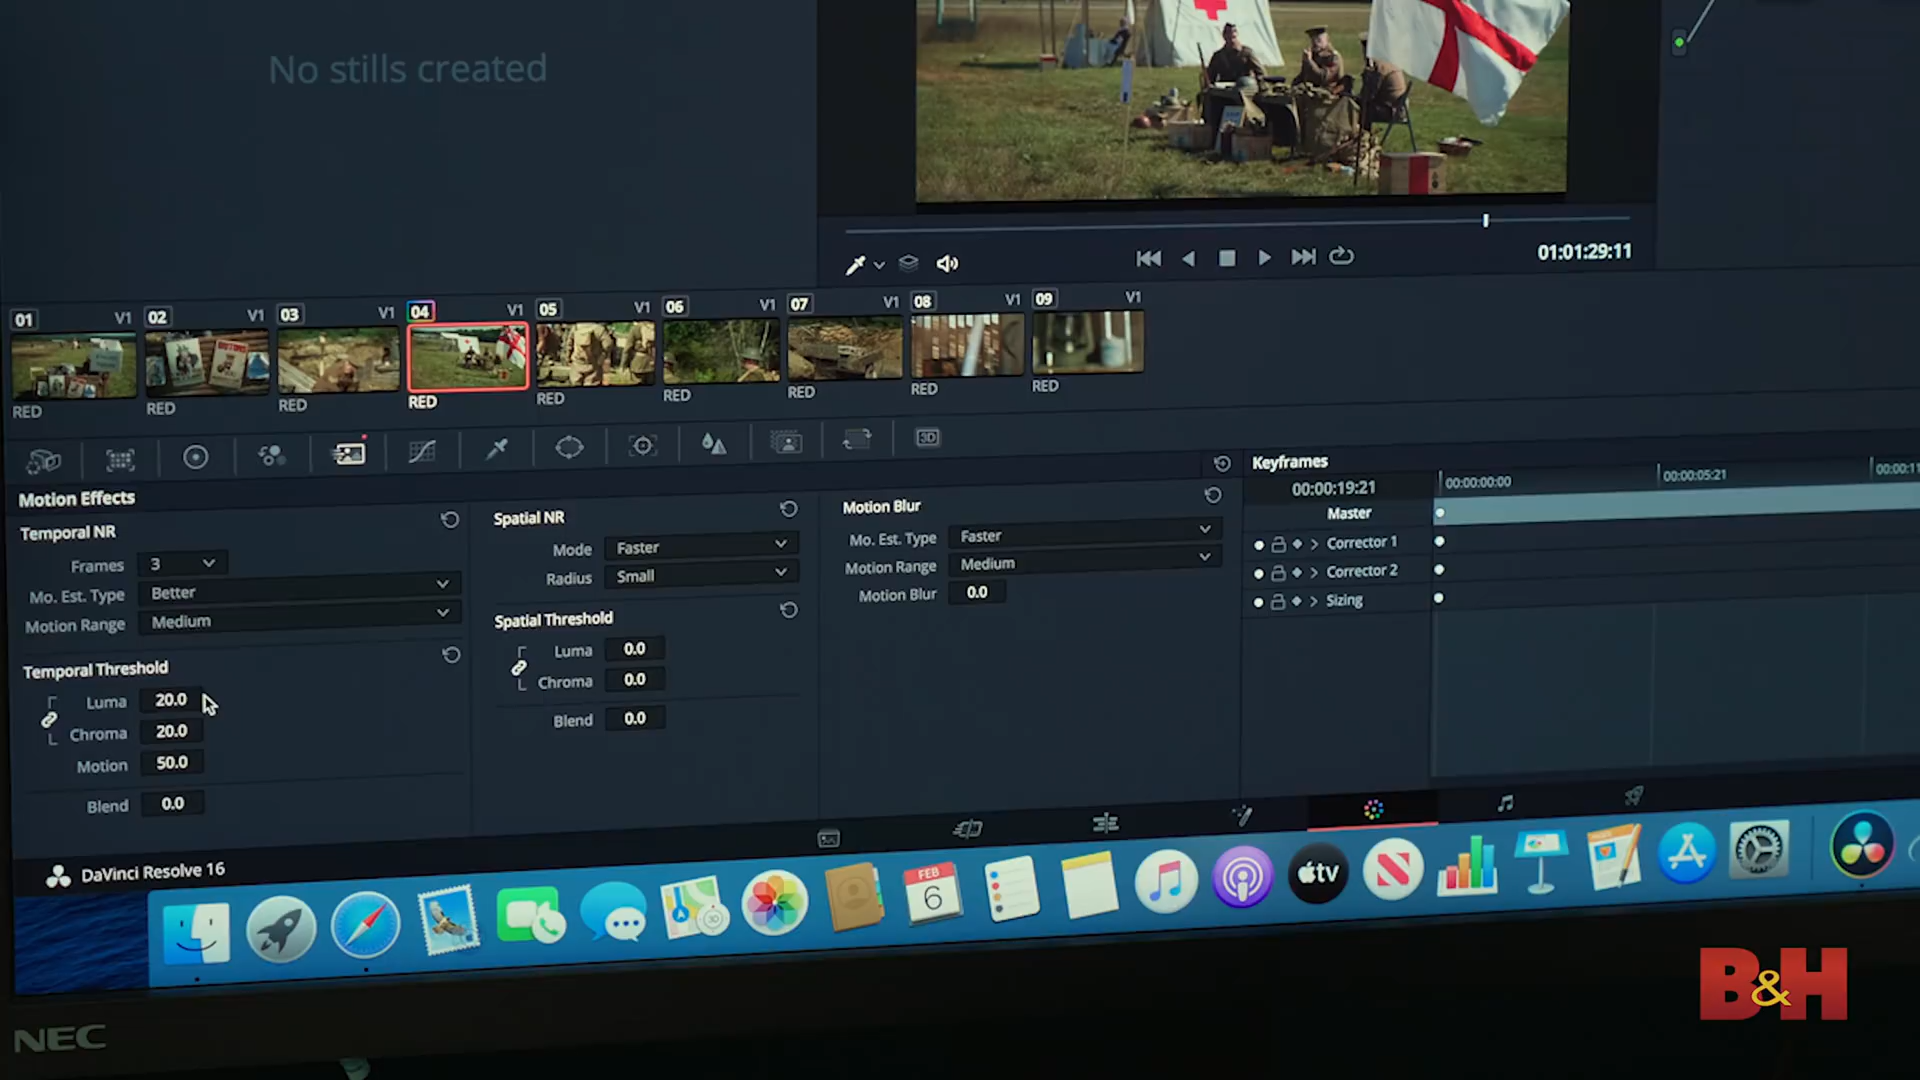 No stills created
01:01:29:11
01 V1 02 V1 03 V1 04 V1 05 V1 06 V1 07 V1 08 V1 09 V1
RED RED RED RED RED RED RED RED RED
3D
Motion Effects
Temporal NR
Frames 3
Mo. Est. Type Better
Motion Range Medium
Temporal Threshold
Luma 20.0
Chroma 20.0
Motion 50.0
Blend 0.0
Spatial NR
Mode Faster
Radius Small
Spatial Threshold
Luma 0.0
Chroma 0.0
Blend 0.0
Motion Blur
Mo. Est. Type Faster
Motion Range Medium
Motion Blur 0.0
Keyframes
00:00:19:21 00:00:00:00 00:00:05:21
Master
Corrector 1
Corrector 2
Sizing
DaVinci Resolve 16
3D
FEB
6
tv
NEC
B&H